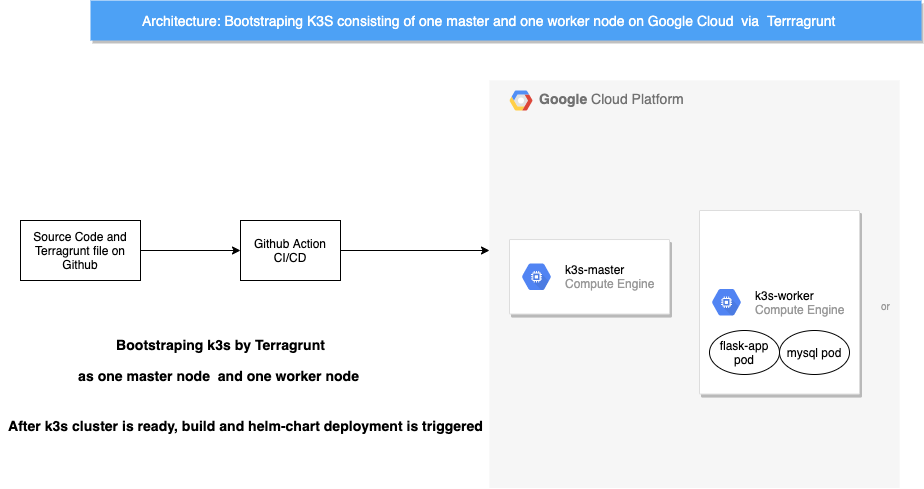 Architecture: Bootstraping K3S consisting of one master and one worker node on Google Cloud via Terrragrunt
Google Cloud Platform
Source Code and
Terragrunt file on
Github
Github Action
CI/CD
k3s-master
Compute Engine
k3s-worker
Compute Engine
or
flask-app
pod
mysql pod
Bootstraping k3s by Terragrunt
as one master node and one worker node
After k3s cluster is ready, build and helm-chart deployment is triggered